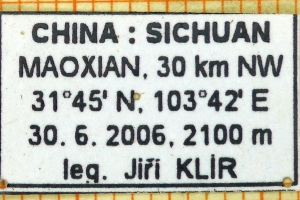 CHINA : SICHUAN
MAOXIAN, 30 km NW
31°45' N, 103°42' E
30. 6. 2006, 2100 m
leg. Jiří KLÍR